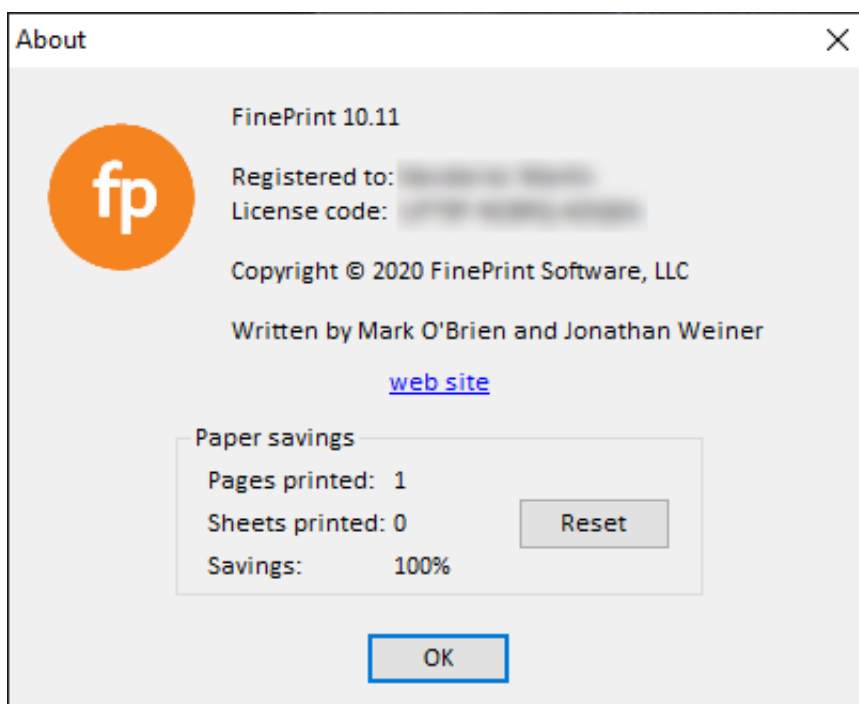 About
fp
FinePrint 10.11
Registered to:
License code:
Copyright © 2020 FinePrint Software, LLC
Written by Mark O'Brien and Jonathan Weiner
web site
Paper savings
Pages printed: 1
Sheets printed: 0
Reset
Savings: 100%
OK